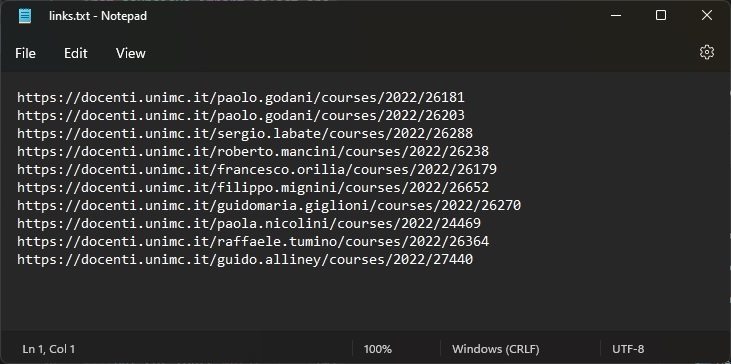 links.txt - Notepad
File Edit View
https://docenti.unimc.it/paolo.godani/courses/2022/26181
https://docenti.unimc.it/paolo.godani/courses/2022/26203
https://docenti.unimc.it/sergio.labate/courses/2022/26288
https://docenti.unimc.it/roberto.mancini/courses/2022/26238
https://docenti.unimc.it/francesco.orilia/courses/2022/26179
https://docenti.unimc.it/filippo.mignini/courses/2022/26652
https://docenti.unimc.it/guidomaria.giglioni/courses/2022/26270
https://docenti.unimc.it/paola.nicolini/courses/2022/24469
https://docenti.unimc.it/raffaele.tumino/courses/2022/26364
https://docenti.unimc.it/guido.alliney/courses/2022/27440
Ln 1, Col 1 100% Windows (CRLF) UTF-8